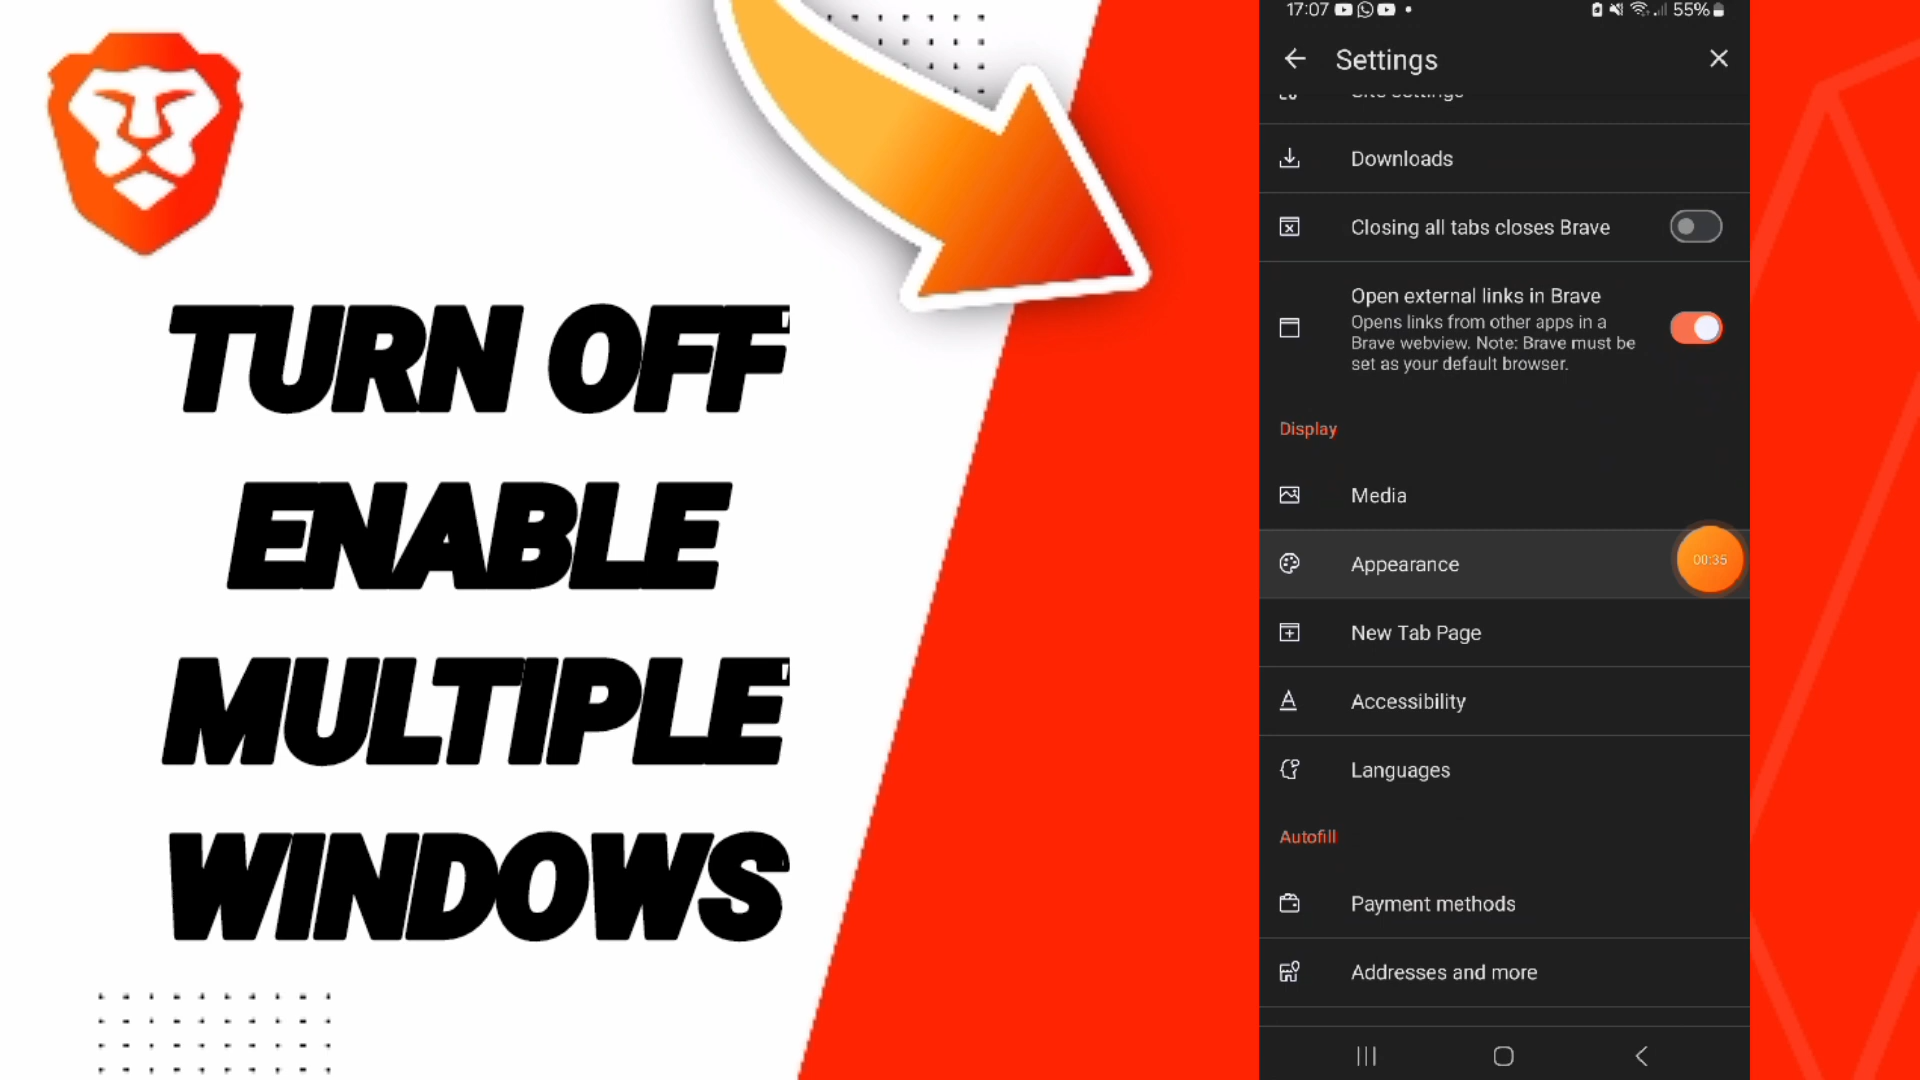 TURN OFF
ENABLE
MULTIPLE
WINDOWS
17:07
55%
Settings
Site settings
Downloads
Closing all tabs closes Brave
Open external links in Brave
Opens links from other apps in a
Brave webview. Note: Brave must be
set as your default browser.
Display
Media
Appearance
00:35
New Tab Page
Accessibility
Languages
Autofill
Payment methods
Addresses and more